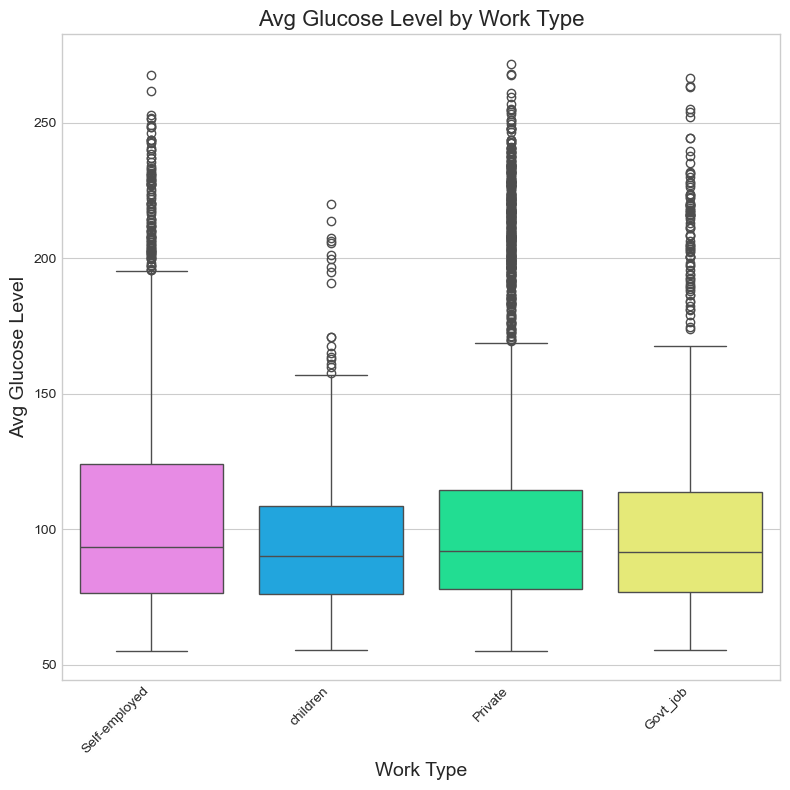 Avg Glucose Level by Work Type
Avg Glucose Level
250
200
150
100
50
Self-employed
children
Private
Govt_job
Work Type